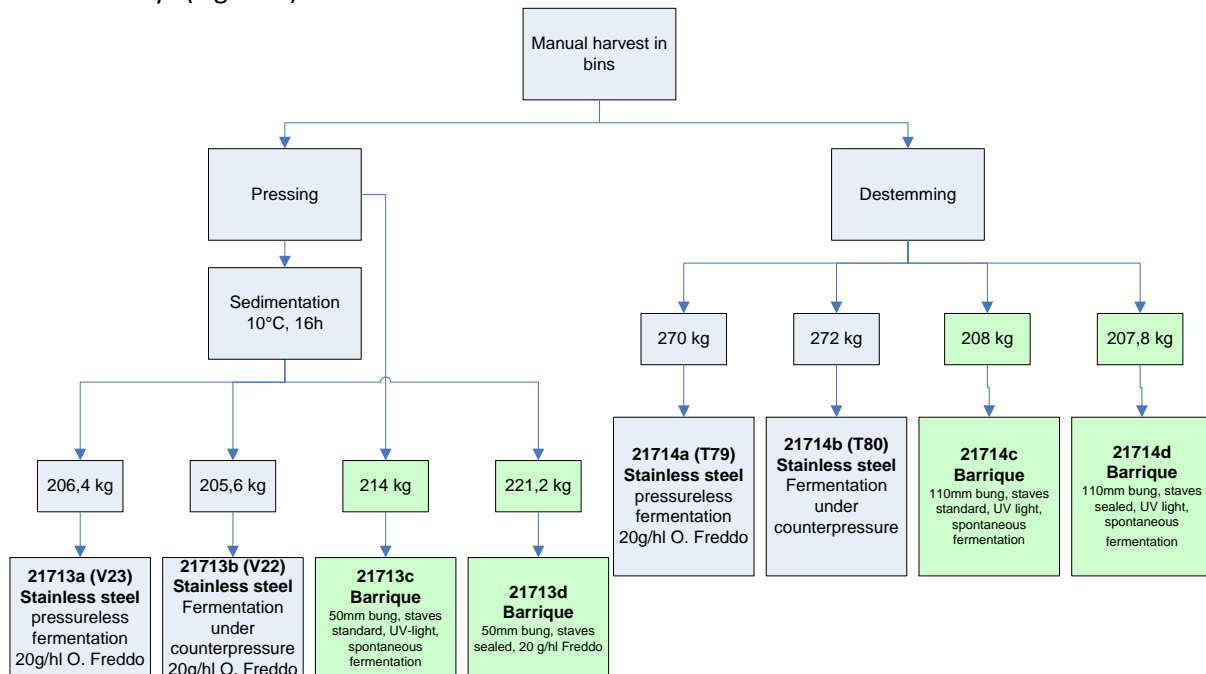 Manual harvest in
bins
Pressing
Destemming
Sedimentation
10°C, 16h
270 kg
272 kg
208 kg
207,8 kg
21714a (T79)
Stainless steel
pressureless
fermentation
20g/hl O. Freddo
21714b (T80)
Stainless steel
Fermentation
under
counterpressure
21714c
Barrique
110mm bung, staves
standard, UV light,
spontaneous
fermentation
21714d
Barrique
110mm bung, staves
sealed, UV light,
spontaneous
fermentation
206,4 kg
205,6 kg
214 kg
221,2 kg
21713a (V23)
Stainless steel
pressureless
fermentation
20g/hl O. Freddo
21713b (V22)
Stainless steel
Fermentation
under
counterpressure
20g/hl O. Freddo
21713c
Barrique
50mm bung, staves
standard, UV-light,
spontaneous
fermentation
21713d
Barrique
50mm bung, staves
sealed, 20 g/hl Freddo